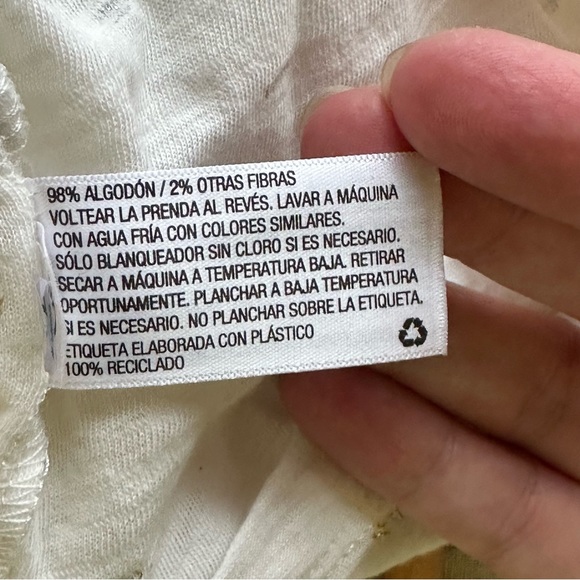 98% ALGODÓN / 2% OTRAS FIBRAS
VOLTEAR LA PRENDA AL REVÉS. LAVAR A MÁQUINA
CON AGUA FRÍA CON COLORES SIMILARES.
SÓLO BLANQUEADOR SIN CLORO SI ES NECESARIO.
SECAR A MÁQUINA A TEMPERATURA BAJA. RETIRAR
OPORTUNAMENTE. PLANCHAR A BAJA TEMPERATURA
SI ES NECESARIO. NO PLANCHAR SOBRE LA ETIQUETA.
ETIQUETA ELABORADA CON PLÁSTICO
100% RECICLADO